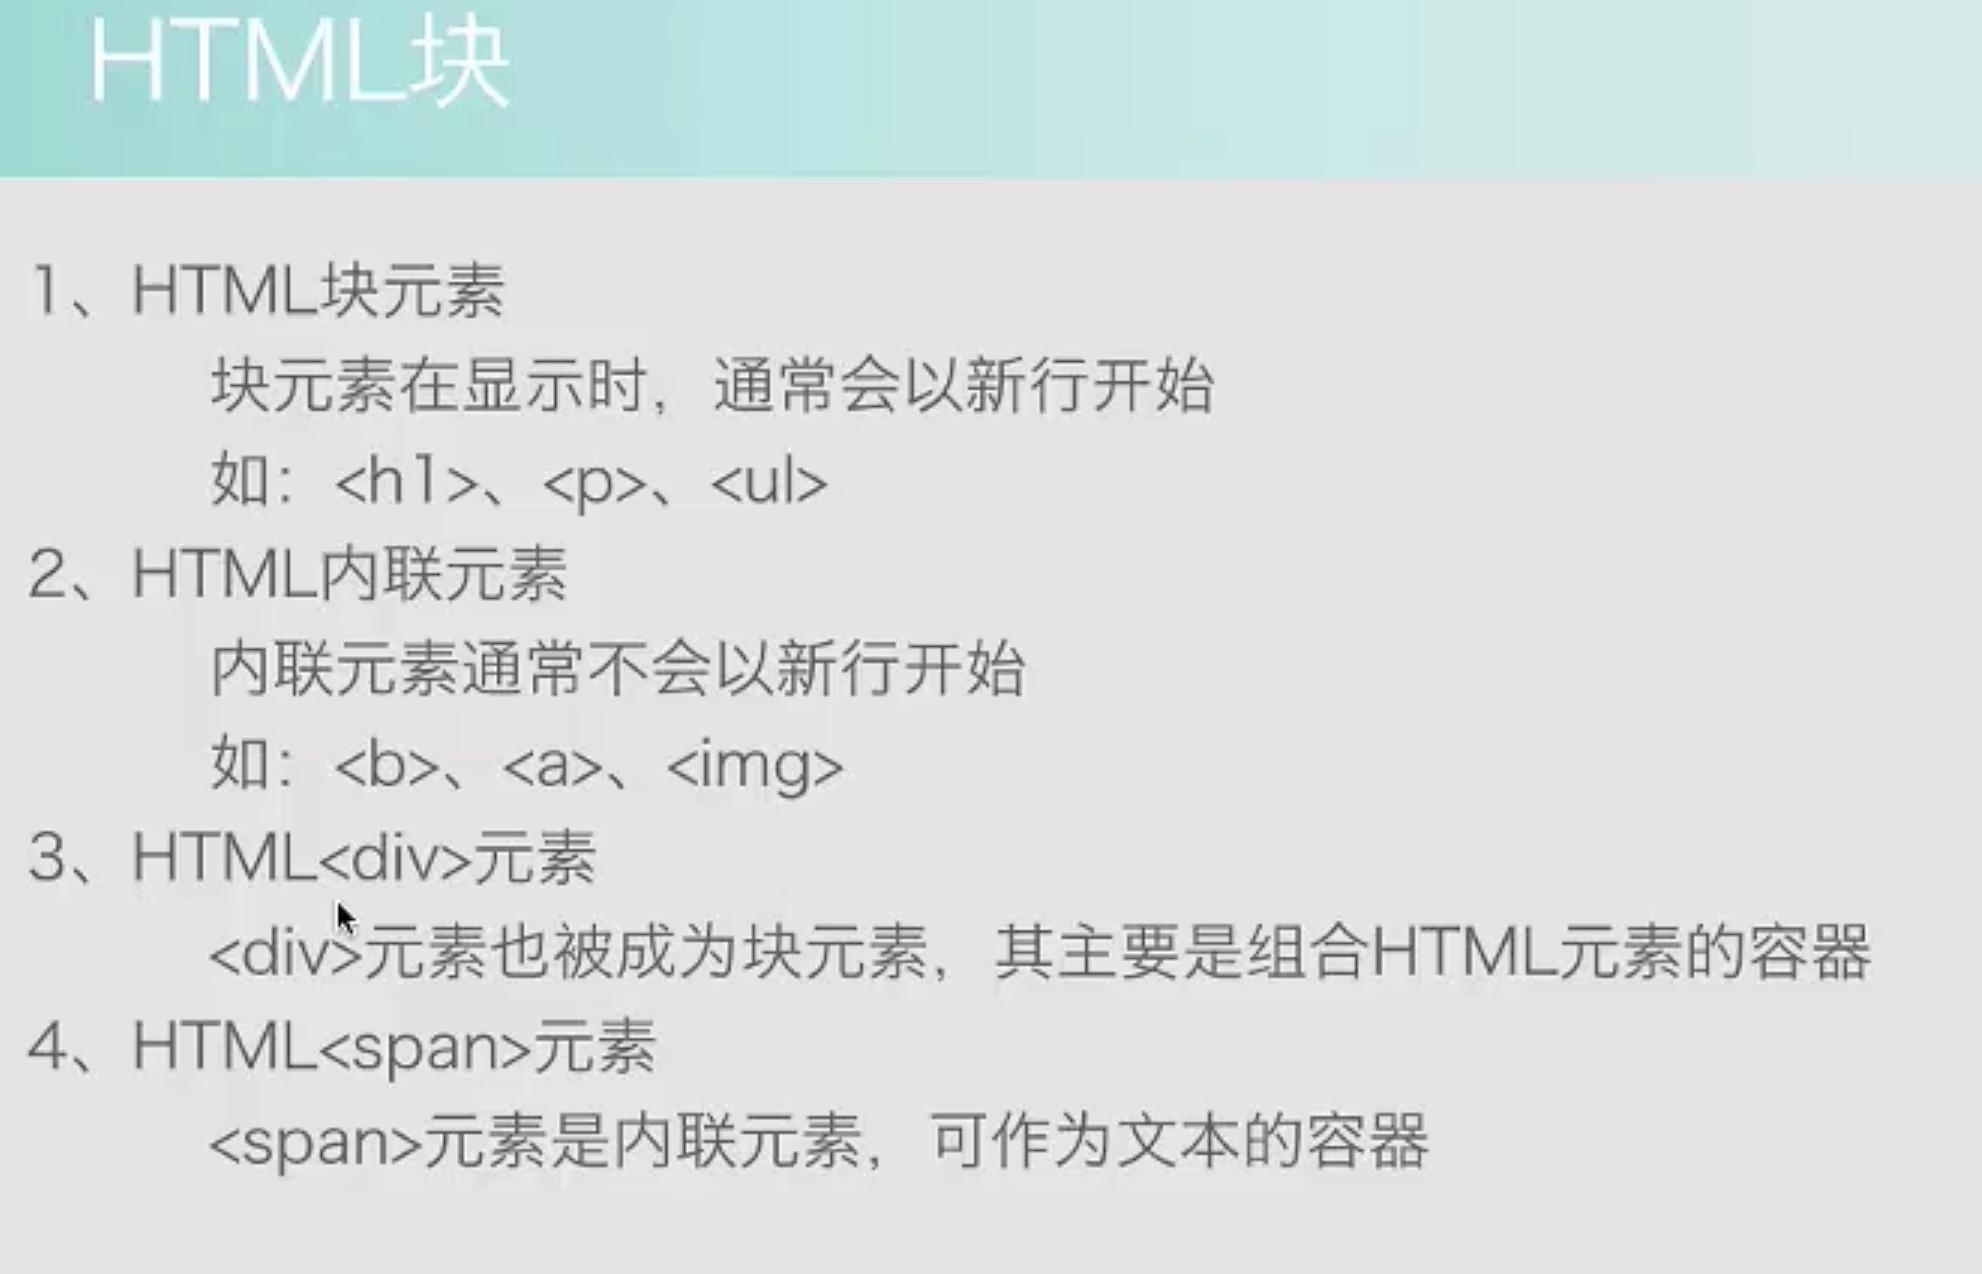 HTML块
1、HTML块元素
块元素在显示时，通常会以新行开始
如：<h1>、<p>、<ul>
2、HTML内联元素
内联元素通常不会以新行开始
如：<b>、<a>、<img>
3、HTML<div>元素
<div>元素也被成为块元素，其主要是组合HTML元素的容器
4、HTML<span>元素
<span>元素是内联元素，可作为文本的容器